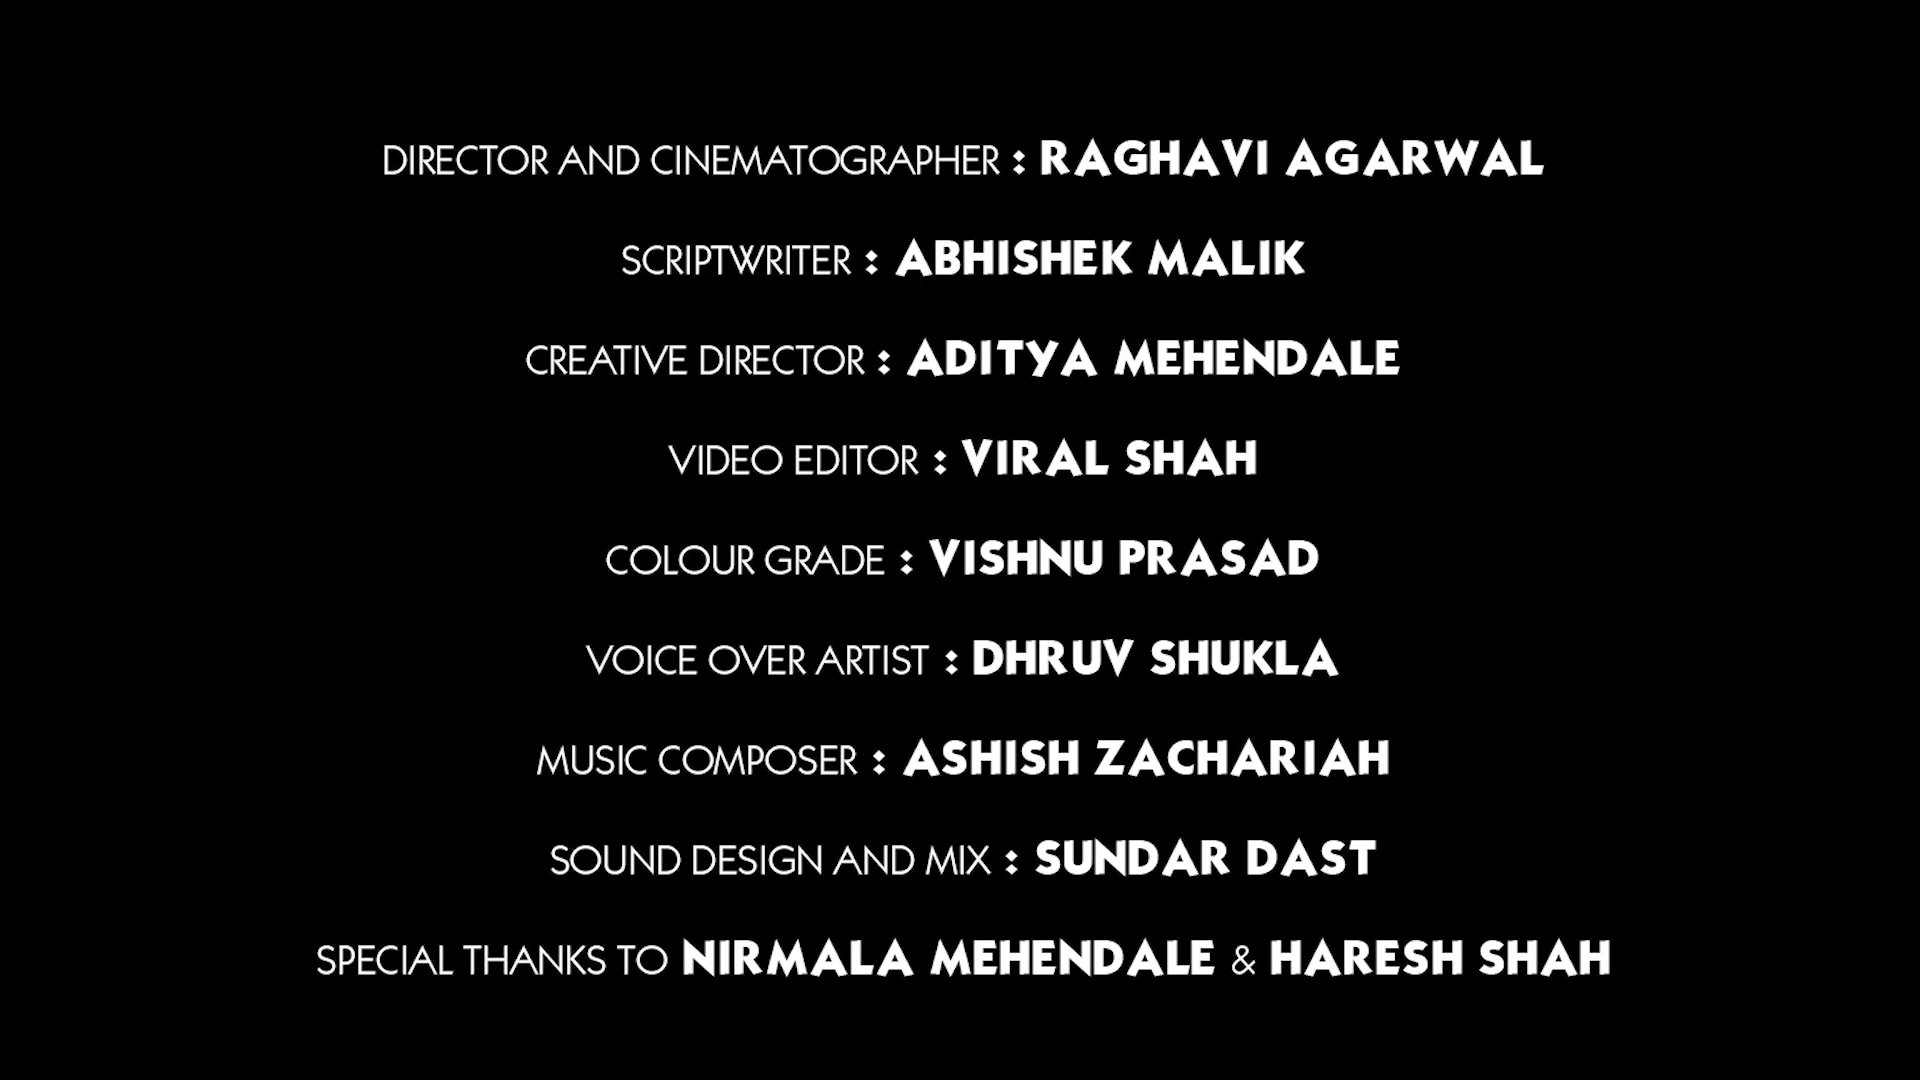 DIRECTOR AND CINEMATOGRAPHER : RAGHAVI AGARWAL
SCRIPTWRITER : ABHISHEK MALIK
CREATIVE DIRECTOR : ADITYA MEHENDALE
VIDEO EDITOR : VIRAL SHAH
COLOUR GRADE : VISHNU PRASAD
VOICE OVER ARTIST : DHRUV SHUKLA
MUSIC COMPOSER : ASHISH ZACHARIAH
SOUND DESIGN AND MIX : SUNDAR DAST
SPECIAL THANKS TO NIRMALA MEHENDALE & HARESH SHAH